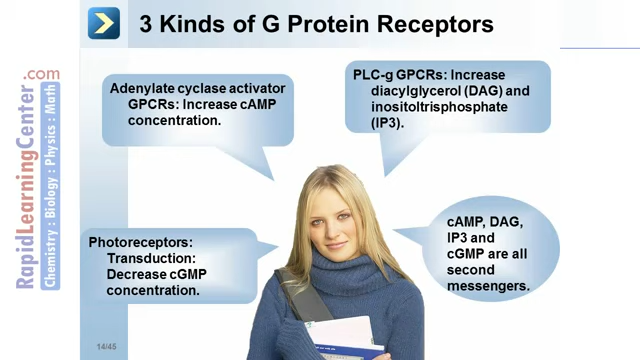 3 Kinds of G Protein Receptors
Adenylate cyclase activator
GPCRs: Increase cAMP
concentration.
PLC-g GPCRs: Increase
diacylglycerol (DAG) and
inositoltrisphosphate
(IP3).
Photoreceptors:
Transduction:
Decrease cGMP
concentration.
cAMP, DAG,
IP3 and
cGMP are all
second
messengers.
RapidLearningCenter.com
Chemistry : Biology : Physics : Math
14/45